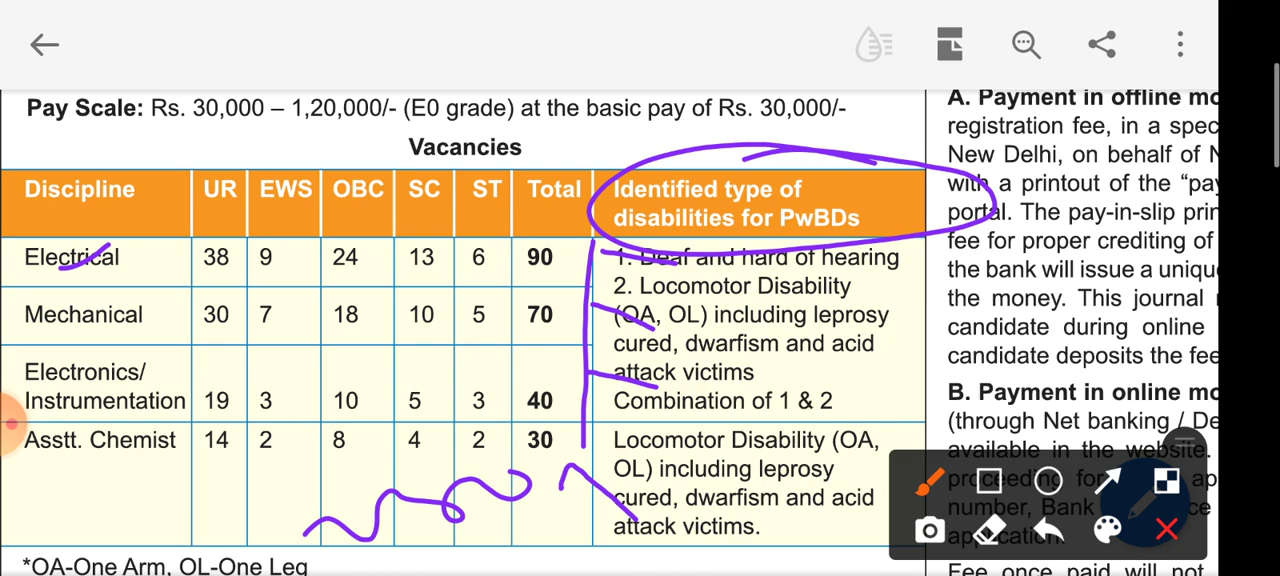 Pay Scale: Rs. 30,000 – 1,20,000/- (E0 grade) at the basic pay of Rs. 30,000/-
Vacancies
Discipline UR EWS OBC SC ST Total Identified type of disabilities for PwBDs
Electrical 38 9 24 13 6 90 1. Deaf and hard of hearing
2. Locomotor Disability
Mechanical 30 7 18 10 5 70 (OA, OL) including leprosy
cured, dwarfism and acid
Electronics/ attack victims
Instrumentation 19 3 10 5 3 40 Combination of 1 & 2
Asstt. Chemist 14 2 8 4 2 30 Locomotor Disability (OA,
OL) including leprosy
cured, dwarfism and acid
attack victims.
*OA-One Arm, OL-One Leg
A. Payment in offline mo
registration fee, in a spec
New Delhi, on behalf of N
with a printout of the “pay
portal. The pay-in-slip prin
fee for proper crediting of
the bank will issue a unique
the money. This journal
candidate during online
candidate deposits the fee
B. Payment in online mo
(through Net banking / De
available in the website.
proceeding for ap
number, Bank ce
application.
Fee once paid will not